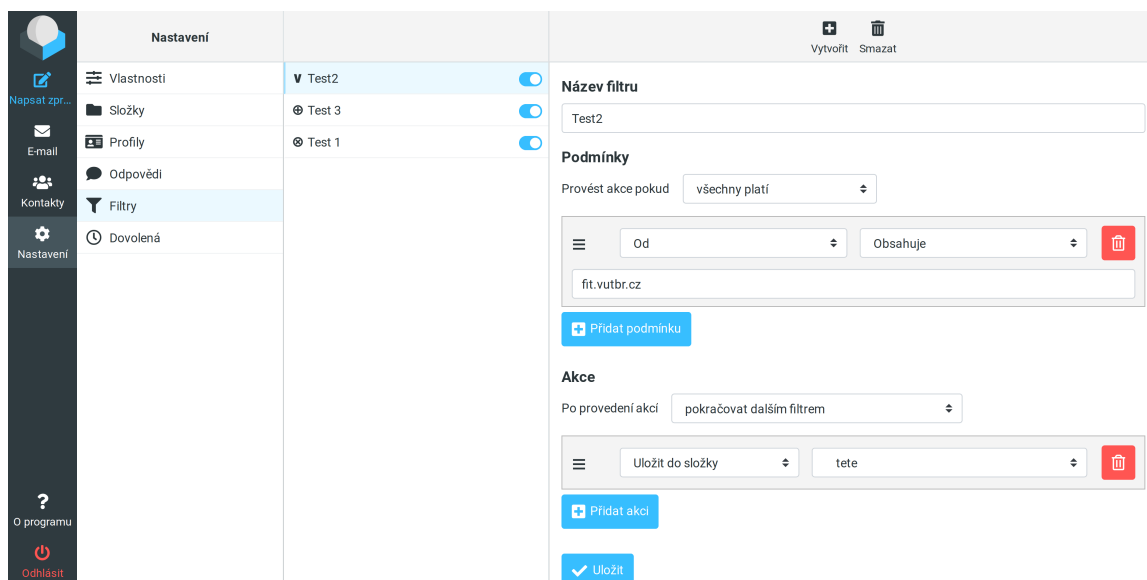 Napsat zpr...
E-mail
Kontakty
Nastavení
O programu
Odhlásit
Nastavení
Vlastnosti
Složky
Profily
Odpovědi
Filtry
Dovolená
Test2
Test 3
Test 1
Vytvořit Smazat
Název filtru
Test2
Podmínky
Provést akce pokud všechny platí
Od Obsahuje
fit.vutbr.cz
Přidat podmínku
Akce
Po provedení akcí pokračovat dalším filtrem
Uložit do složky tete
Přidat akci
Uložit